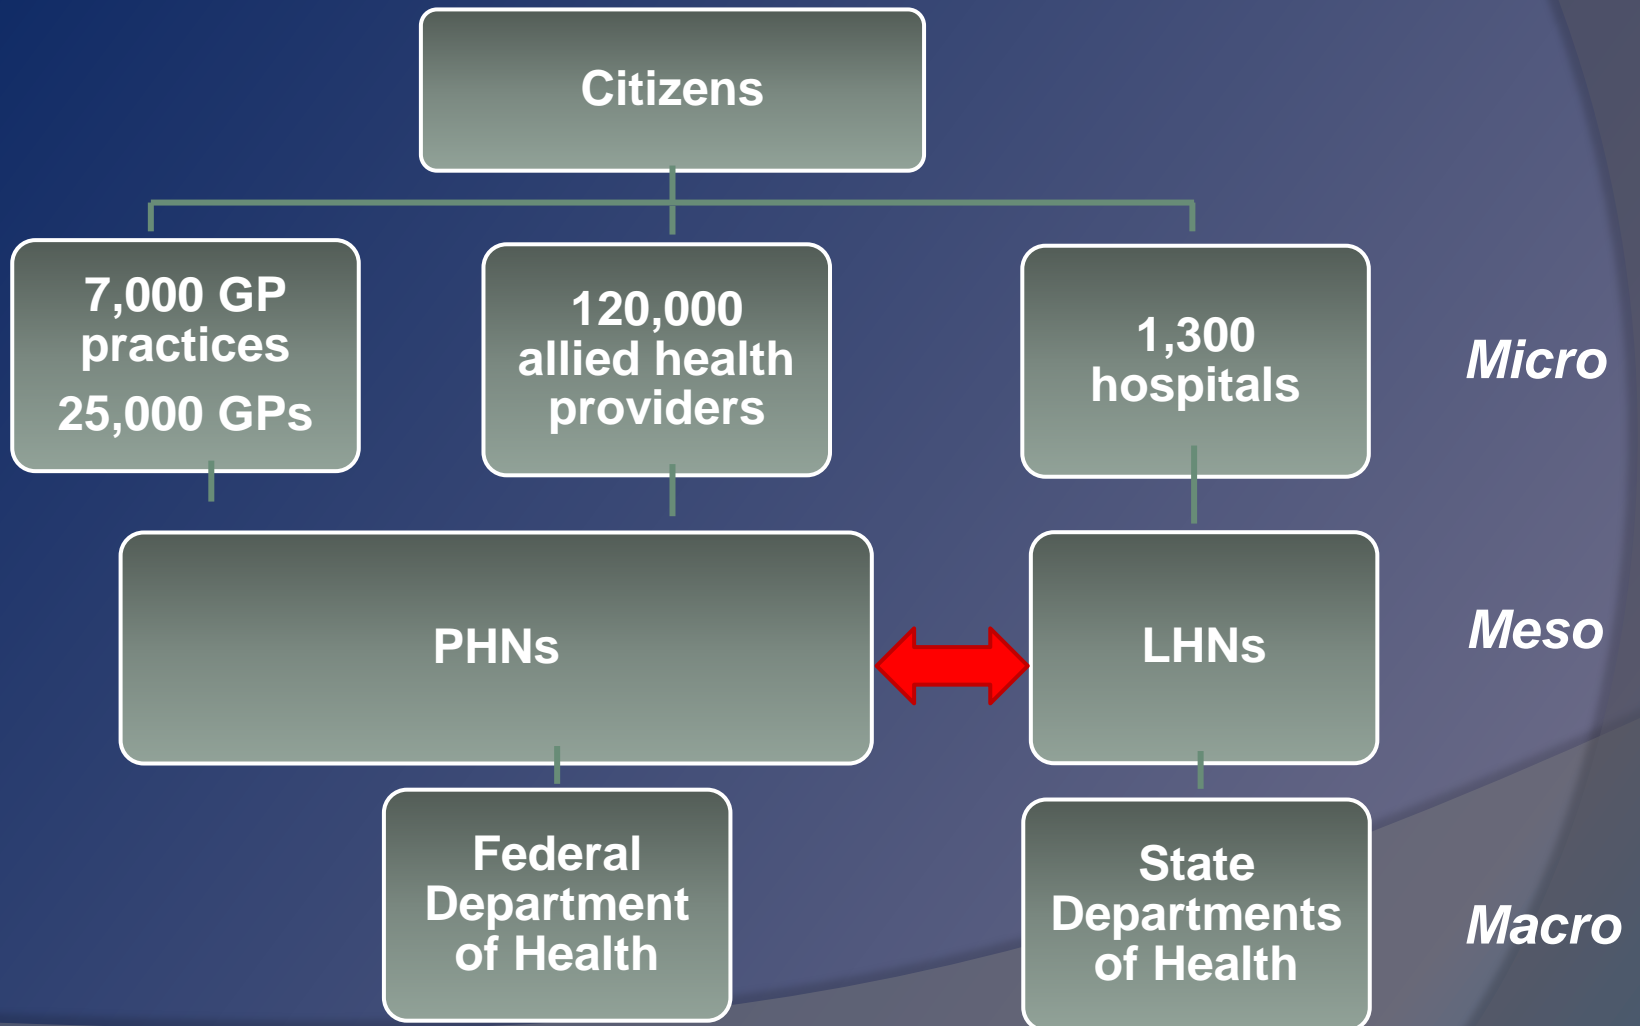 Citizens
7,000 GP
practices
25,000 GPs
120,000
allied health
providers
1,300
hospitals
Micro
PHNs
LHNs
Meso
Federal
Department
of Health
State
Departments
of Health
Macro